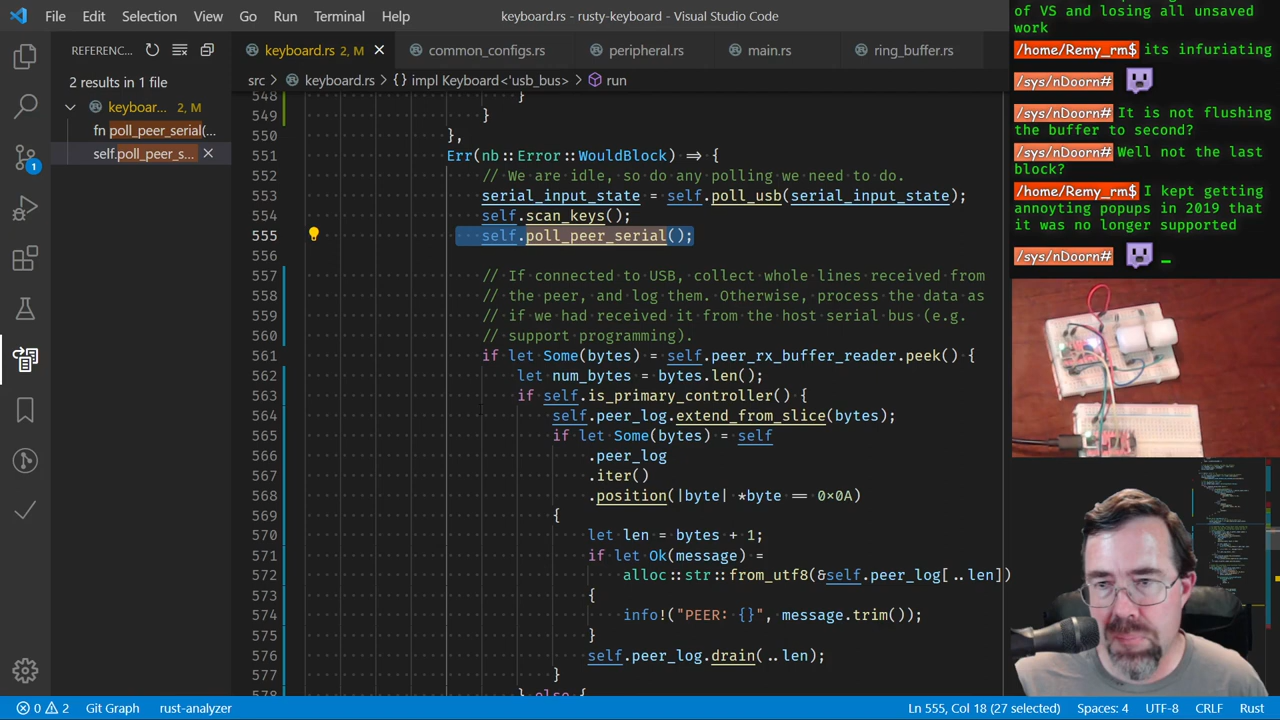 File Edit Selection View Go Run Terminal Help
keyboard.rs - rusty-keyboard - Visual Studio Code
REFERENC...
2 results in 1 file
keyboar... 2, M
fn poll_peer_serial(...
self.poll_peer_s...
1
keyboard.rs 2, M
common_configs.rs
peripheral.rs
main.rs
ring_buffer.rs
src > keyboard.rs > {} impl Keyboard<'usb_bus> > run
548 }
549 }
550 },
551 Err(nb::Error::WouldBlock) => {
552 // We are idle, so do any polling we need to do.
553 serial_input_state = self.poll_usb(serial_input_state);
554 self.scan_keys();
555 self.poll_peer_serial();
556
557 // If connected to USB, collect whole lines received from
558 // the peer, and log them. Otherwise, process the data as
559 // if we had received it from the host serial bus (e.g.
560 // support programming).
561 if let Some(bytes) = self.peer_rx_buffer_reader.peek() {
562 let num_bytes = bytes.len();
563 if self.is_primary_controller() {
564 self.peer_log.extend_from_slice(bytes);
565 if let Some(bytes) = self
566 .peer_log
567 .iter()
568 .position(|byte| *byte == 0x0A)
569 {
570 let len = bytes + 1;
571 if let Ok(message) =
572 alloc::str::from_utf8(&self.peer_log[..len])
573 {
574 info!("PEER: {}", message.trim());
575 }
576 self.peer_log.drain(..len);
577 }
578 } else {
of VS and losing all unsaved
work
/home/Remy_rm$ its infuriating
/sys/nDoorn#
/sys/nDoorn# It is not flushing
the buffer to second?
/sys/nDoorn# Well not the last
block?
/home/Remy_rm$ I kept getting
annoyting popups in 2019 that
it was no longer supported
/sys/nDoorn# _
0 2 Git Graph rust-analyzer
Ln 555, Col 18 (27 selected) Spaces: 4 UTF-8 CRLF Rust